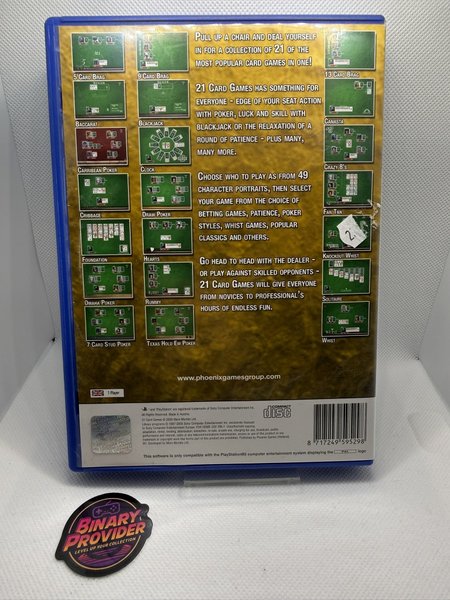 Pull up a chair and deal yourself
in for a collection of 21 of the
most popular card games in one!
21 Card Games has something for
everyone - edge of your seat action
with poker, luck and skill with
Blackjack or the relaxation of a
round of patience - plus many,
many more.
Choose who to play as from 49
character portraits, then select
your game from the choice of
betting games, patience, poker
styles, whist games, popular
classics and others.
Go head to head with the dealer -
or play against skilled opponents -
21 Card Games will give everyone
from novices to professional's
hours of endless fun.
5 Card Brag
9 Card Brag
13 Card Brag
Baccarat
Blackjack
Canasta
Caribbean Poker
Clock
Crazy 8's
Cribbage
Draw Poker
Fan Tan
2
Foundation
Hearts
Knockout Whist
Omaha Poker
Rummy
Solitaire
7 Card Stud Poker
Texas Hold Em Poker
Whist
www.phoenixgamesgroup.com
1 Player
8 717249 595298
This software is only compatible with the PlayStation®2 computer entertainment system displaying the PAL logo
BINARY
PROVIDER
LEVEL UP YOUR COLLECTION